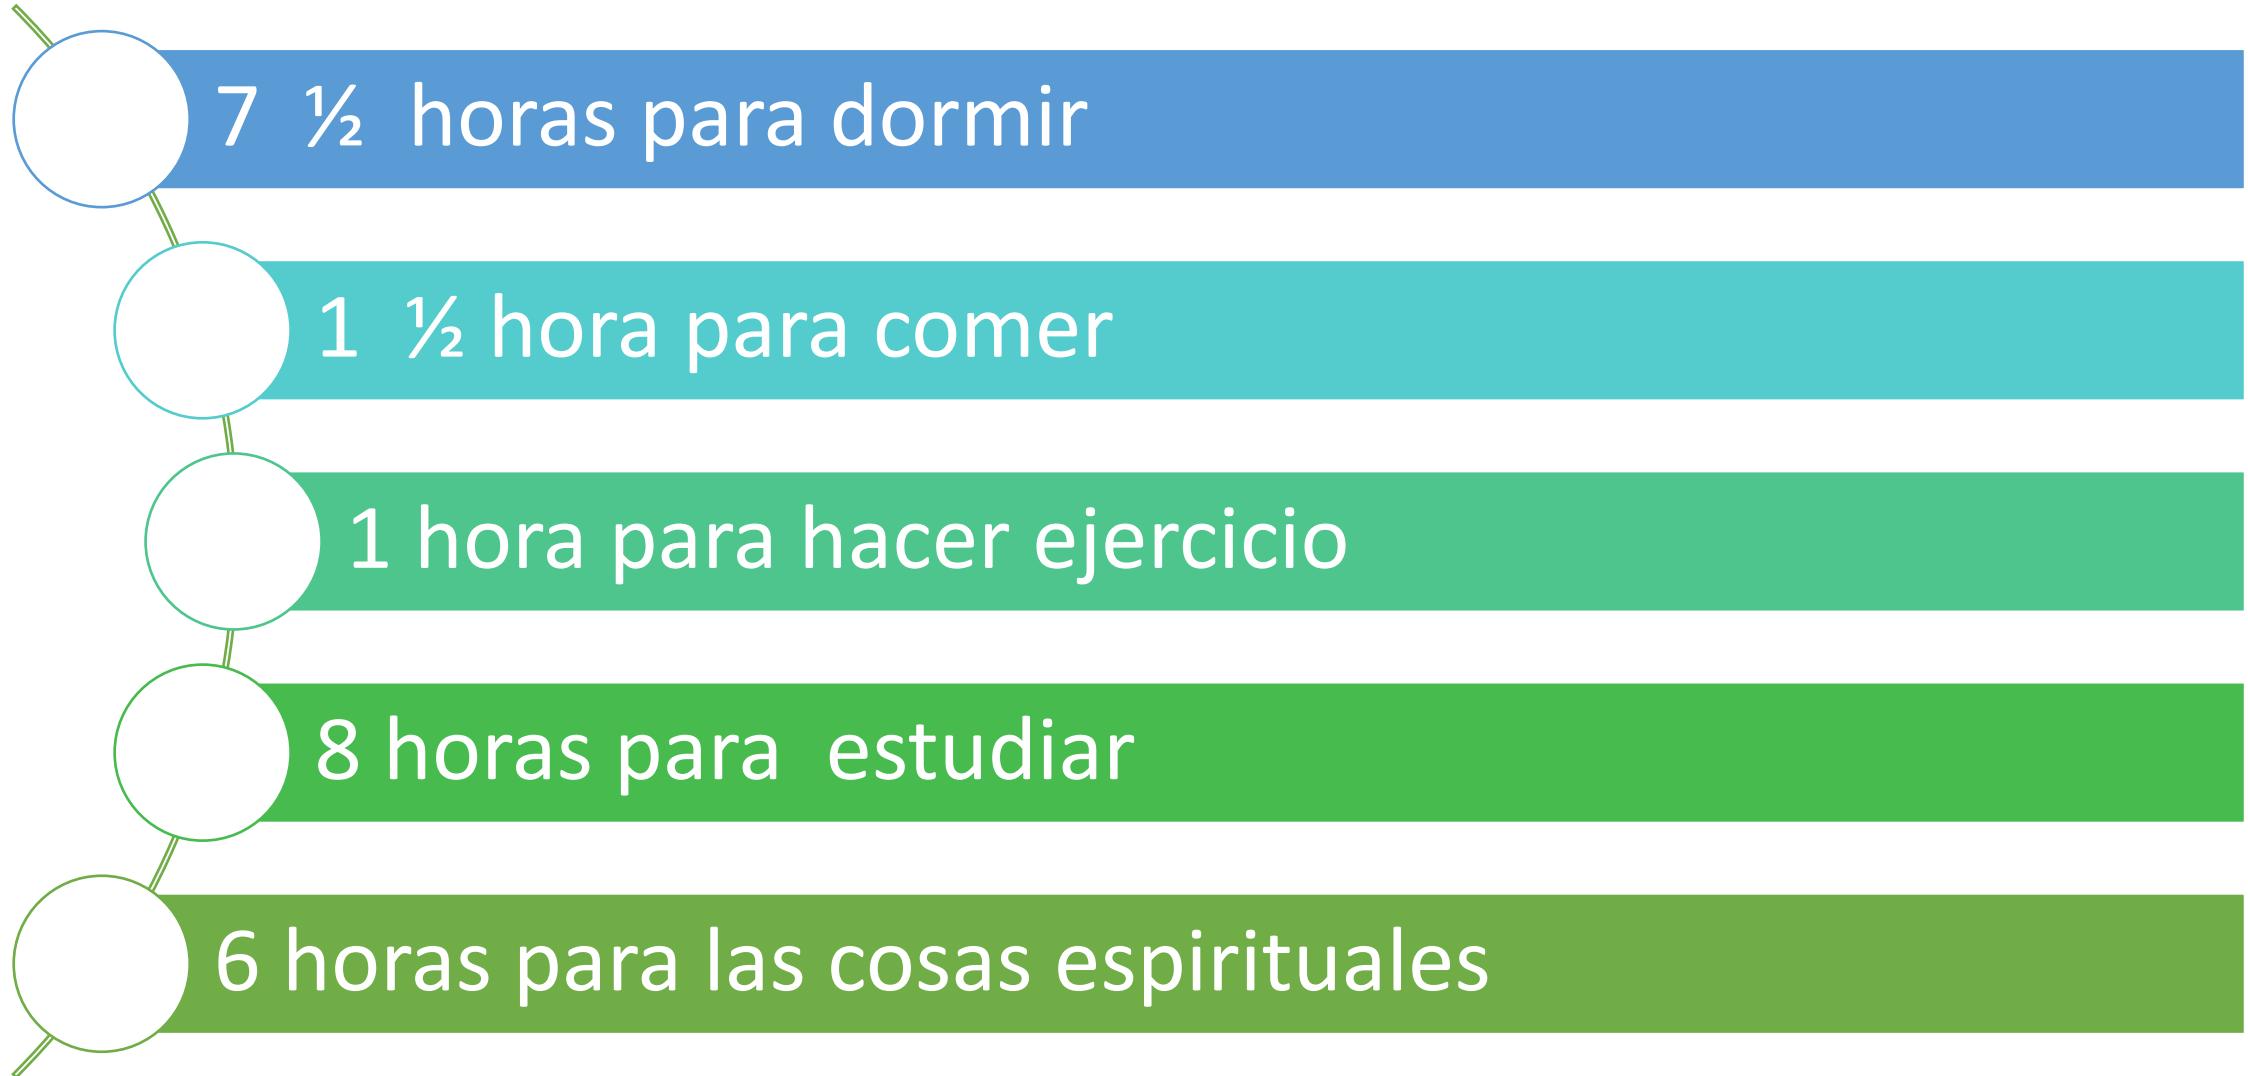 7 ½ horas para dormir
1 ½ hora para comer
1 hora para hacer ejercicio
8 horas para estudiar
6 horas para las cosas espirituales